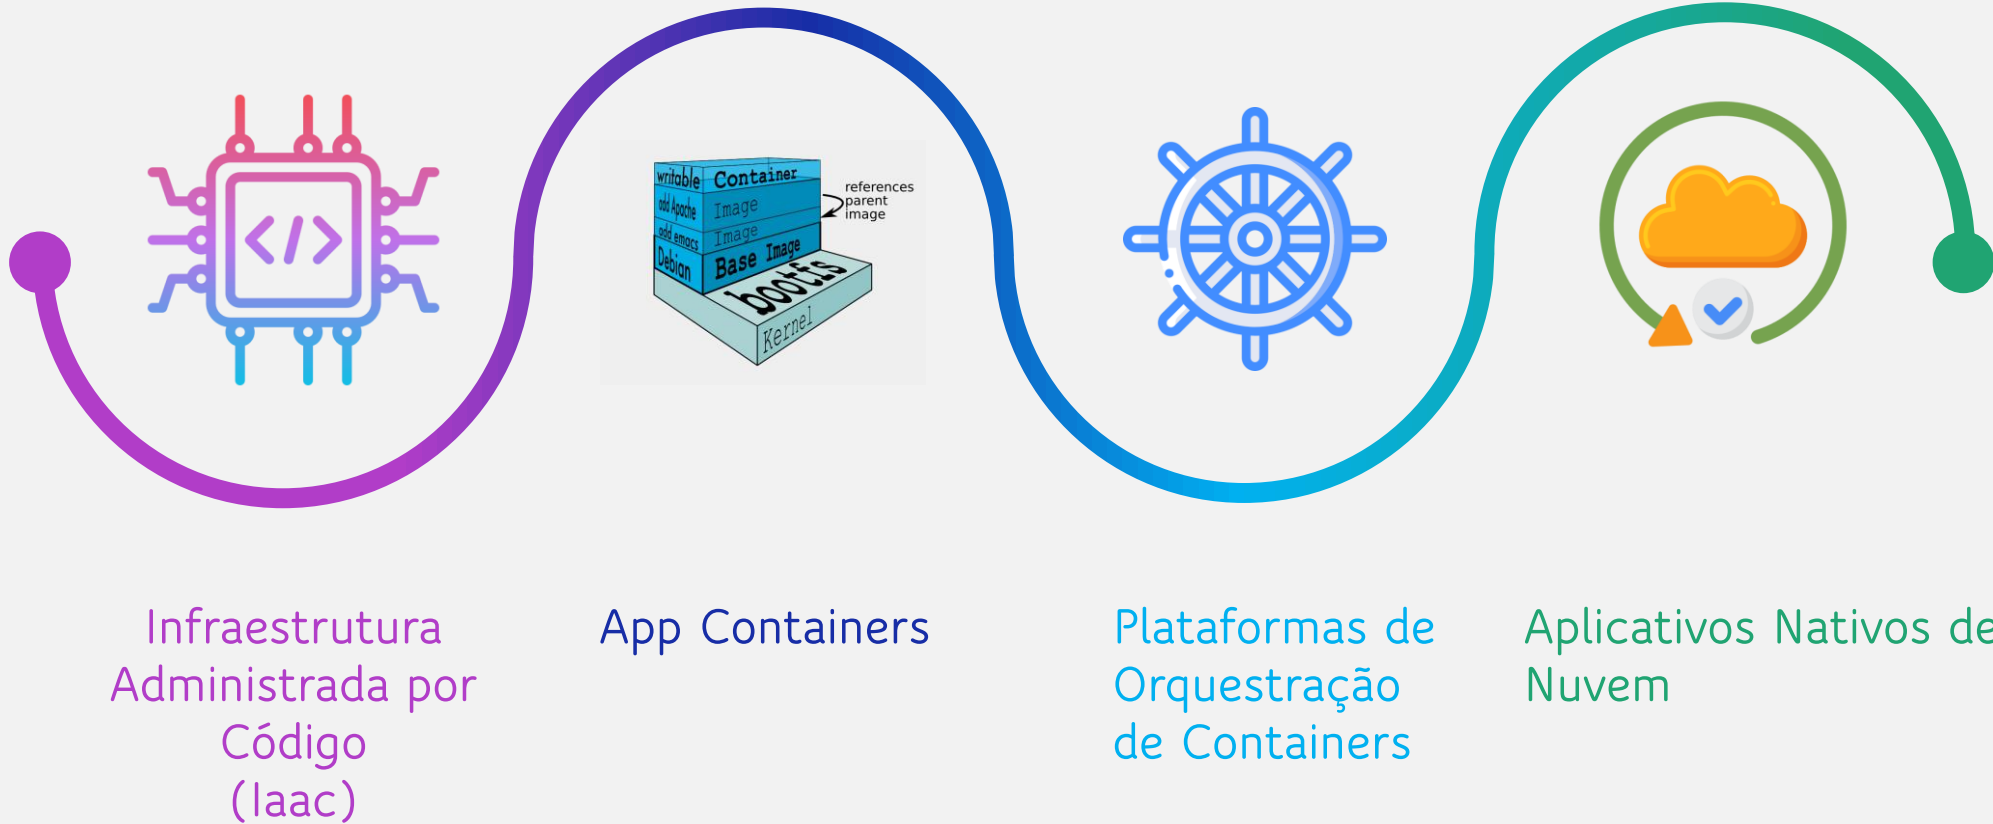 </>
writable Container
add Apache Image
add emacs Image
Debian Base Image
bootfs
Kernel
references
parent
image
Infraestrutura
Administrada por
Código
(Iaac)
App Containers
Plataformas de
Orquestração
de Containers
Aplicativos Nativos de
Nuvem